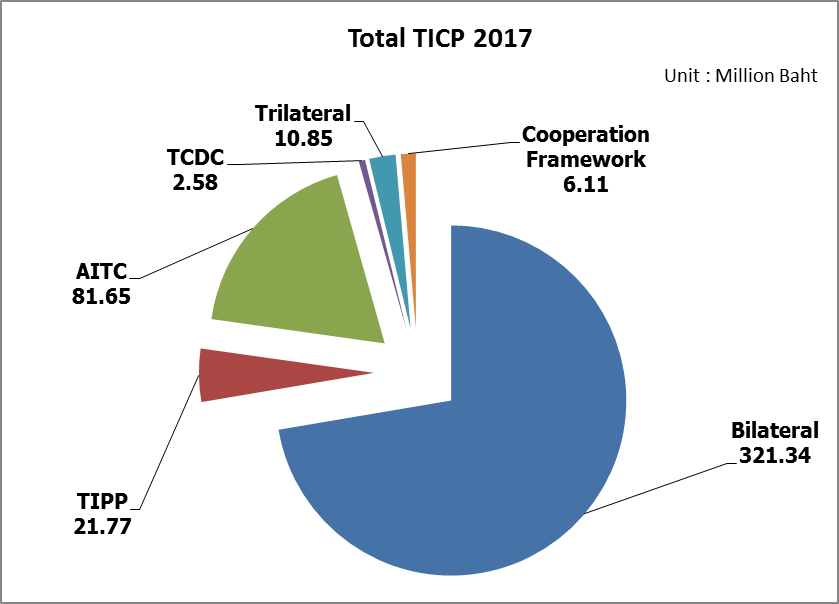 Total TICP 2017
Unit : Million Baht
Trilateral
10.85
Cooperation
Framework
6.11
TCDC
2.58
AITC
81.65
Bilateral
321.34
TIPP
21.77